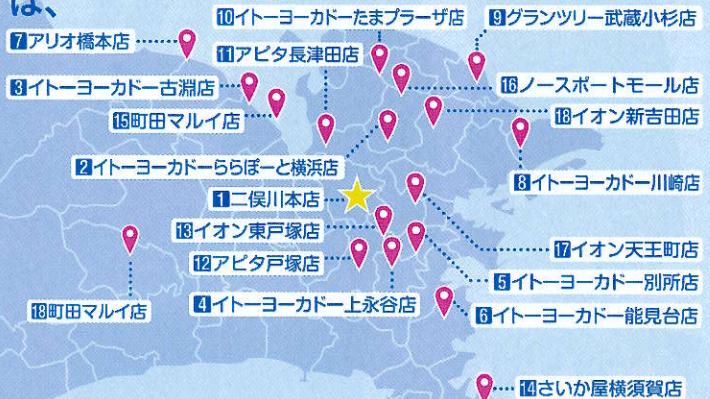 は、
10イトーヨーカドーたまプラーザ店
9グランツリー武蔵小杉店
7アリオ橋本店
11アピタ長津田店
3イトーヨーカドー古淵店
16ノースポートモール店
15町田マルイ店
18イオン新吉田店
2イトーヨーカドーららぽーと横浜店
8イトーヨーカドー川崎店
1二俣川本店
13イオン東戸塚店
17イオン天王町店
12アピタ戸塚店
5イトーヨーカドー別所店
18町田マルイ店
4イトーヨーカドー上永谷店
6イトーヨーカドー能見台店
14さいか屋横須賀店